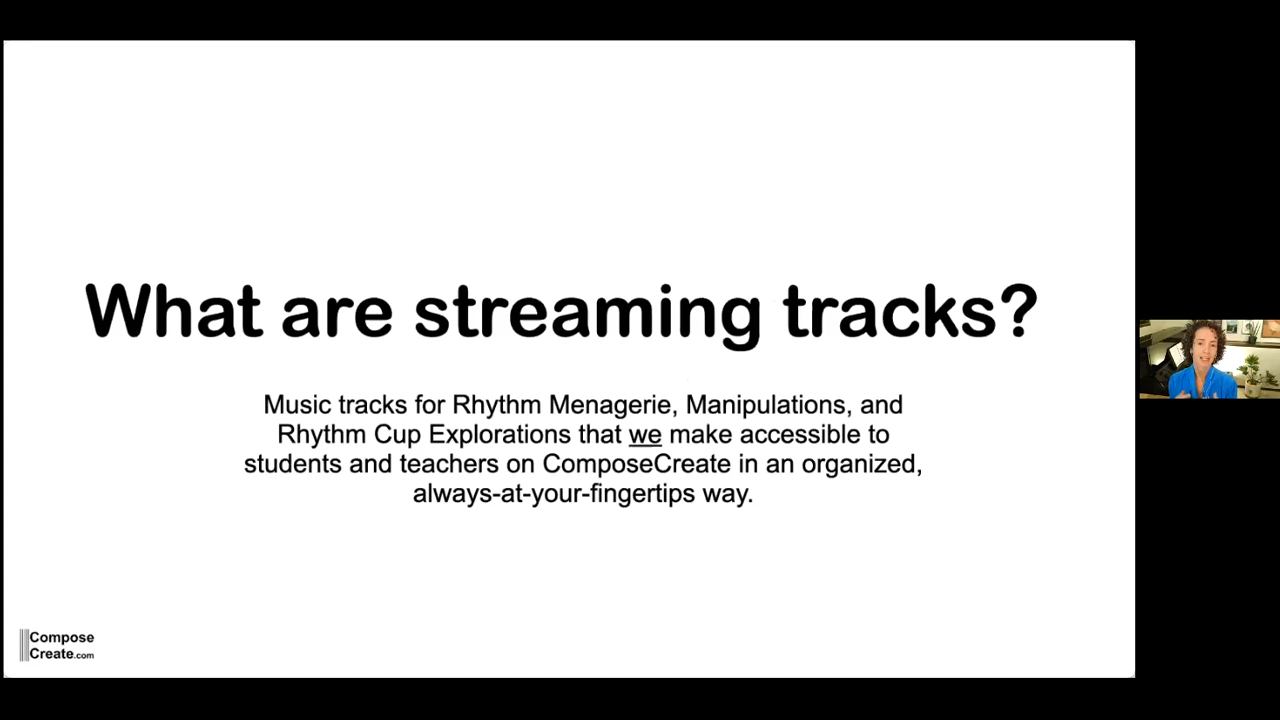 What are streaming tracks?
Music tracks for Rhythm Menagerie, Manipulations, and
Rhythm Cup Explorations that we make accessible to
students and teachers on ComposeCreate in an organized,
always-at-your-fingertips way.
Compose
Create.com